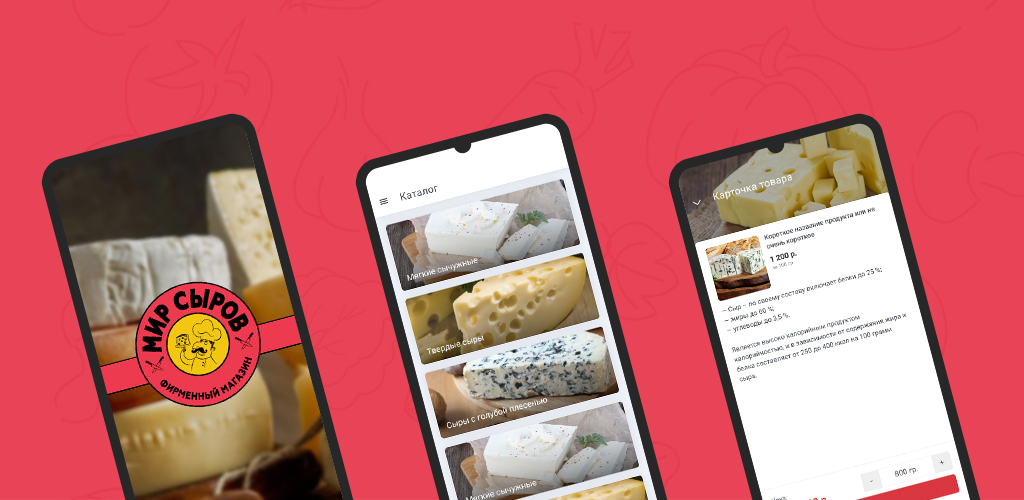 МИР СЫРОВ
ФИРМЕННЫЙ МАГАЗИН
Каталог
Мягкие сычужные
Твердые сыры
Сыры с голубой плесенью
Мягкие сычужные
Карточка товара
Короткое название продукта или не
очень короткое
1 200 р.
за 100 гр
– Сыр – по своему составу включает белки до 25 %;
– жиры до 60 %;
– углеводы до 3,5 %.
Является высоко калорийным продуктом
калорийностью, и в зависимости от содержания жира и
белка составляет от 250 до 400 ккал на 100 грамм
сыра.
- 800 гр. +